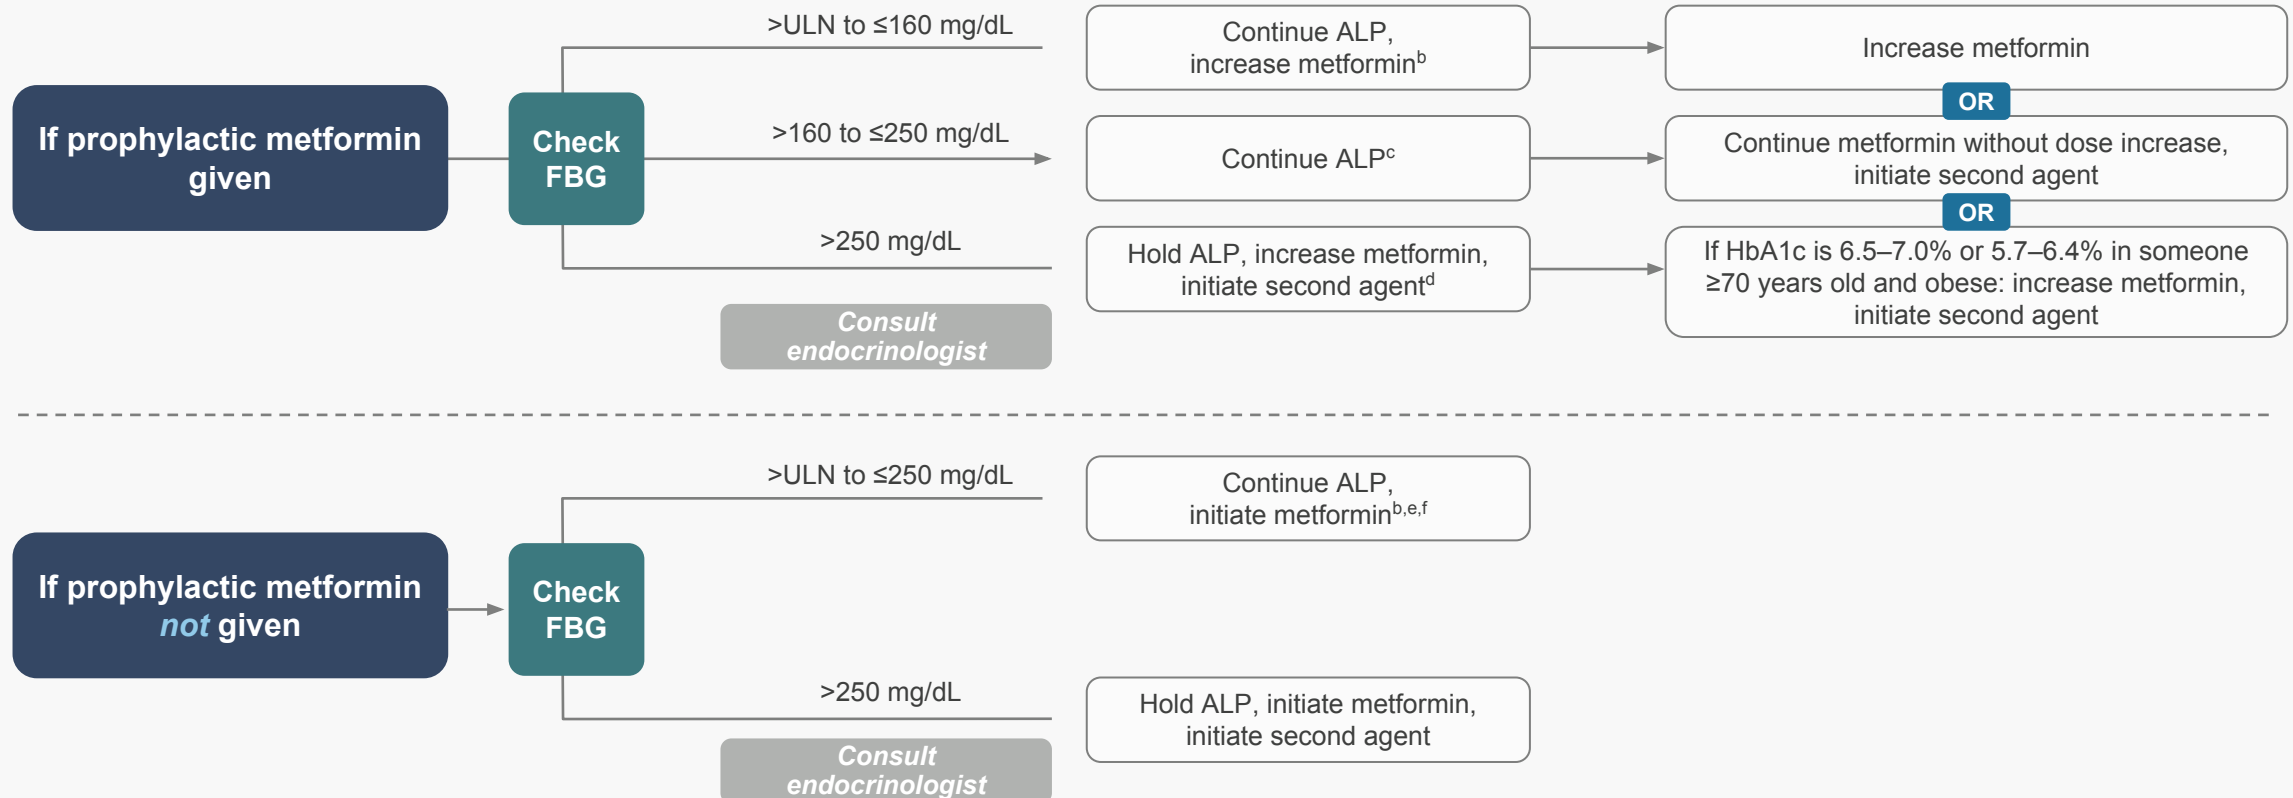 If prophylactic metformin
given
Check
FBG
>ULN to ≤160 mg/dL
Continue ALP,
increase metforminᵇ
Increase metformin
OR
>160 to ≤250 mg/dL
Continue ALPᶜ
Continue metformin without dose increase,
initiate second agent
OR
>250 mg/dL
Hold ALP, increase metformin,
initiate second agentᵈ
If HbA1c is 6.5–7.0% or 5.7–6.4% in someone
≥70 years old and obese: increase metformin,
initiate second agent
Consult
endocrinologist
If prophylactic metformin
not given
Check
FBG
>ULN to ≤250 mg/dL
Continue ALP,
initiate metforminᵇ,ᵉ,ᶠ
>250 mg/dL
Hold ALP, initiate metformin,
initiate second agent
Consult
endocrinologist